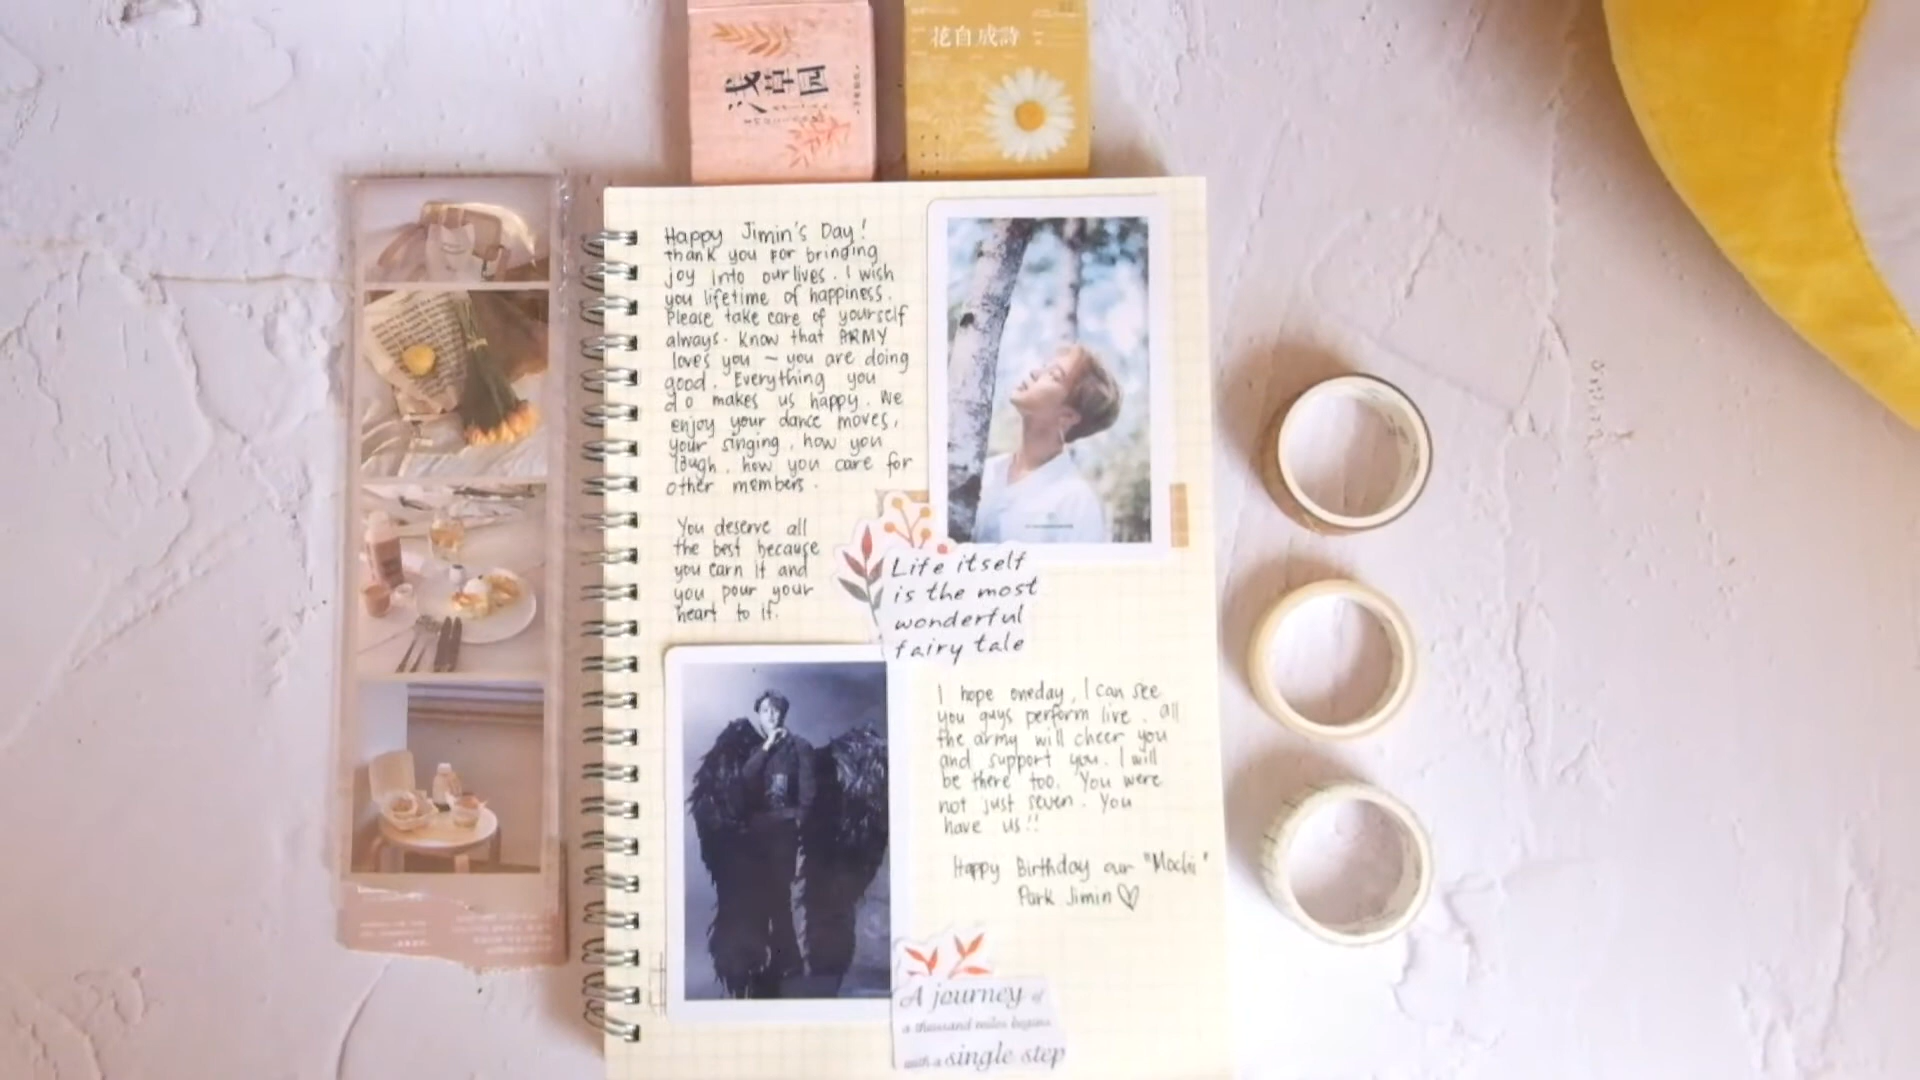 浅草园
花自成詩
Happy Jimin's Day!
thank you for bringing
joy into our lives. I wish
you lifetime of happiness.
Please take care of yourself
always. Know that ARMY
loves you ~ you are doing
good. Everything you
do makes us happy. We
enjoy your dance moves,
your singing, how you
laugh, how you care for
other members.
You deserve all
the best because
you earn it and
you pour your
heart to it.
Life itself
is the most
wonderful
fairy tale
I hope oneday, I can see
you guys perform live. all
the army will cheer you
and support you. I will
be there too. You were
not just seven. You
have us!!
Happy Birthday our "Mochi"
Park Jimin♡
A journey of
a thousand miles begins
with a single step